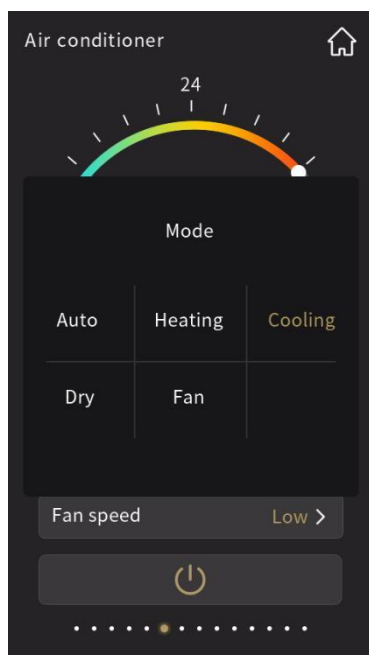 Air conditioner
24
Mode
Auto Heating Cooling
Dry Fan
Fan speed Low